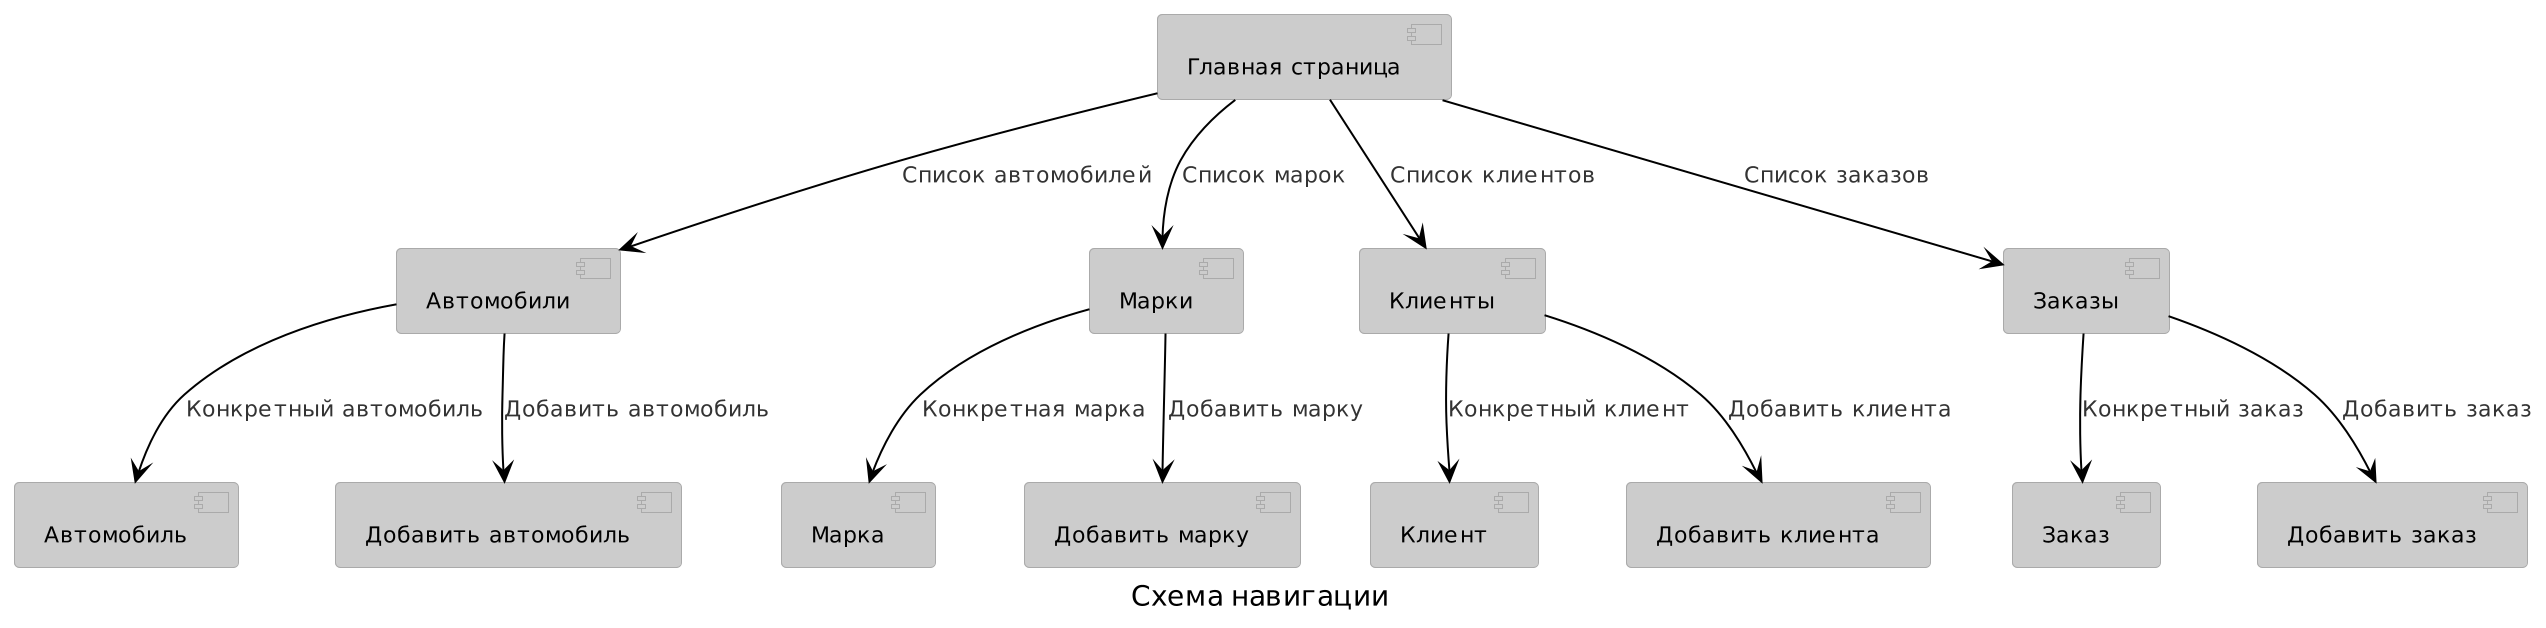 Главная страница
Список автомобилей
Список марок
Список клиентов
Список заказов
Автомобили
Марки
Клиенты
Заказы
Конкретный автомобиль
Добавить автомобиль
Конкретная марка
Добавить марку
Конкретный клиент
Добавить клиента
Конкретный заказ
Добавить заказ
Автомобиль
Добавить автомобиль
Марка
Добавить марку
Клиент
Добавить клиента
Заказ
Добавить заказ
Схема навигации